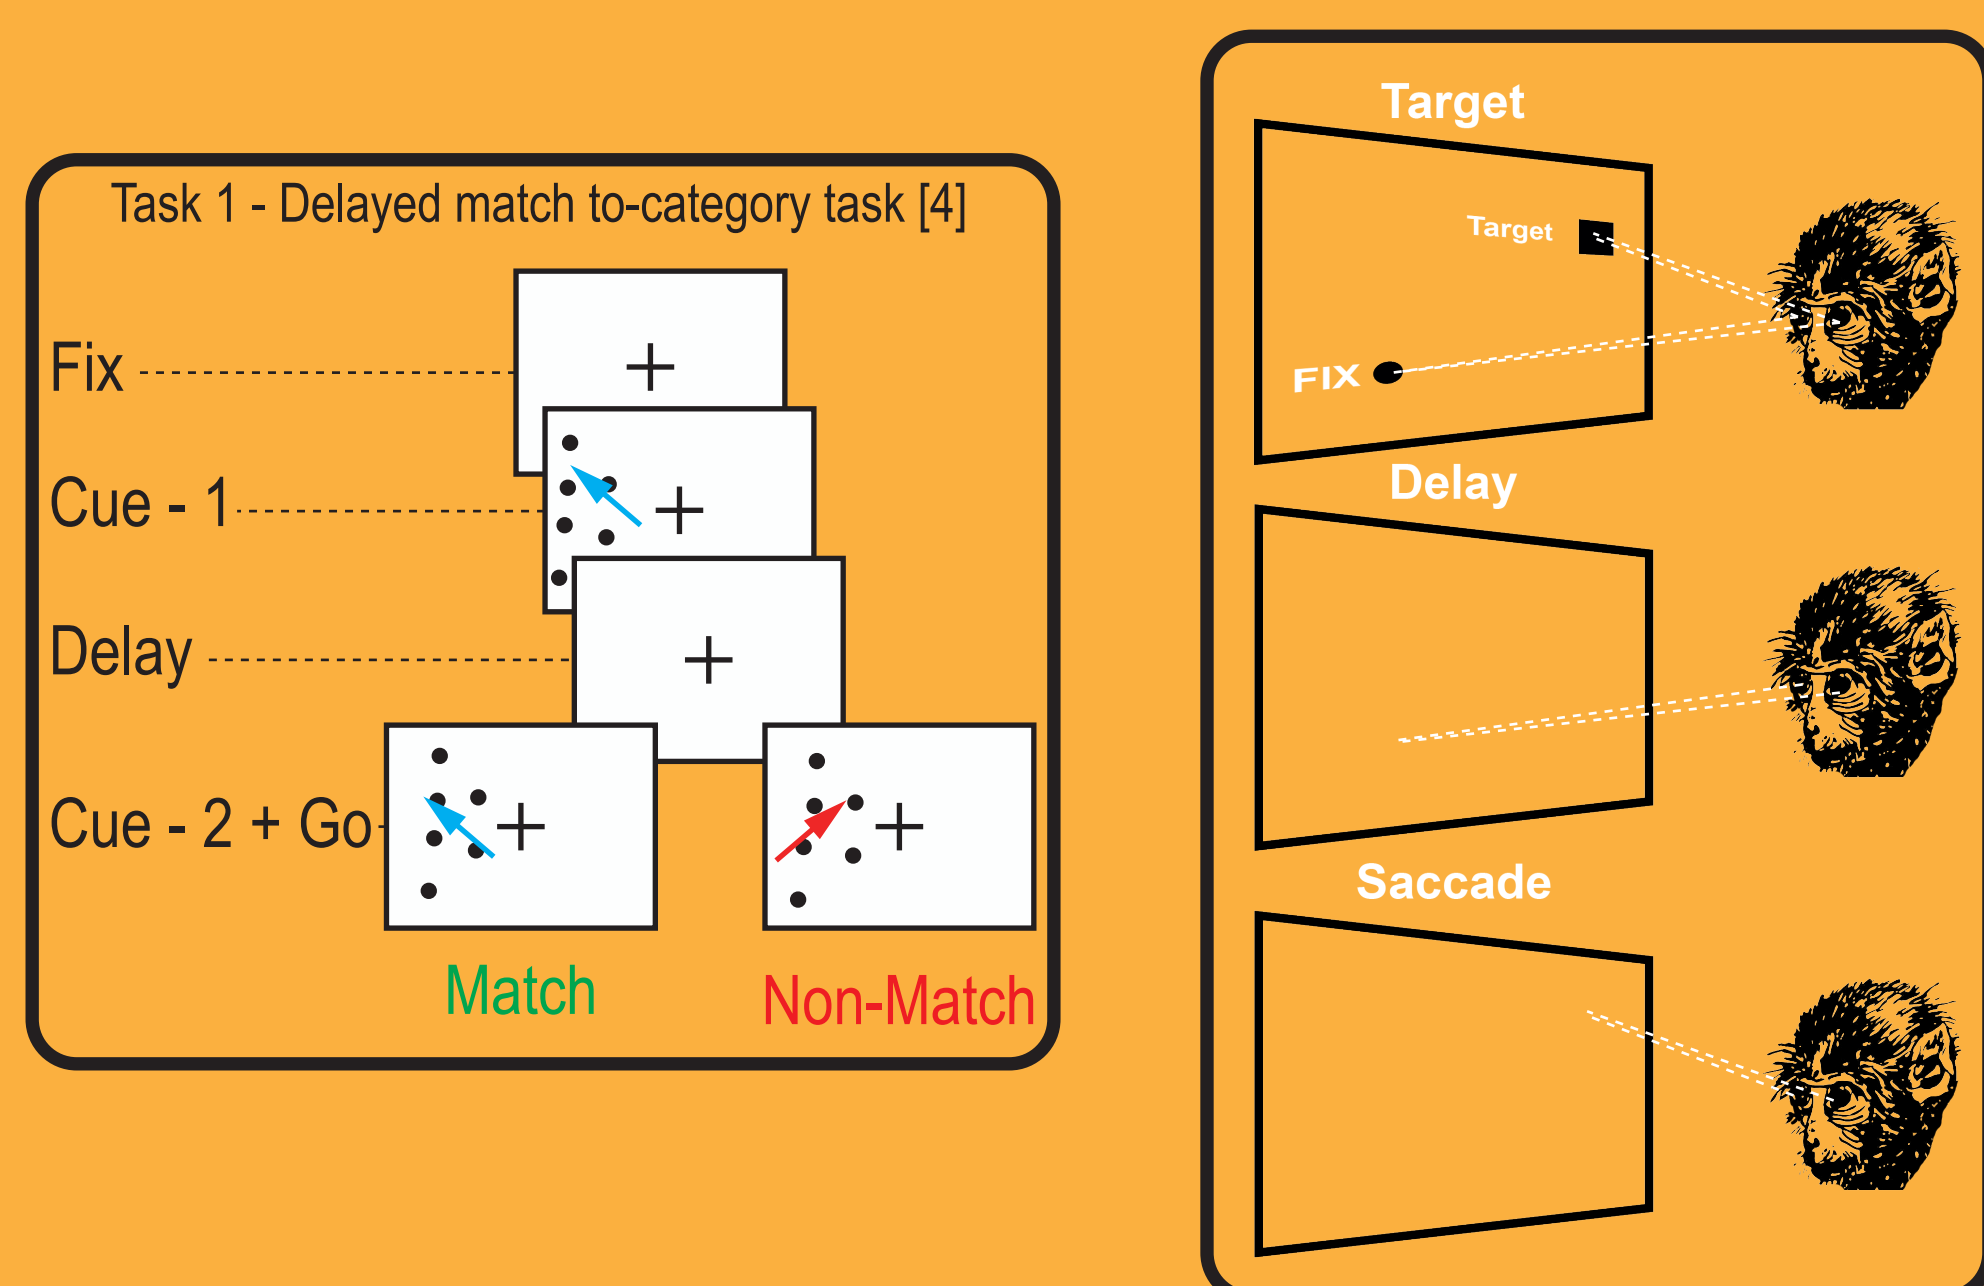 Task 1 - Delayed match to-category task [4]
Fix
Cue - 1
Delay
Cue - 2 + Go
Match
Non-Match
Target
Target
FIX
Delay
Saccade